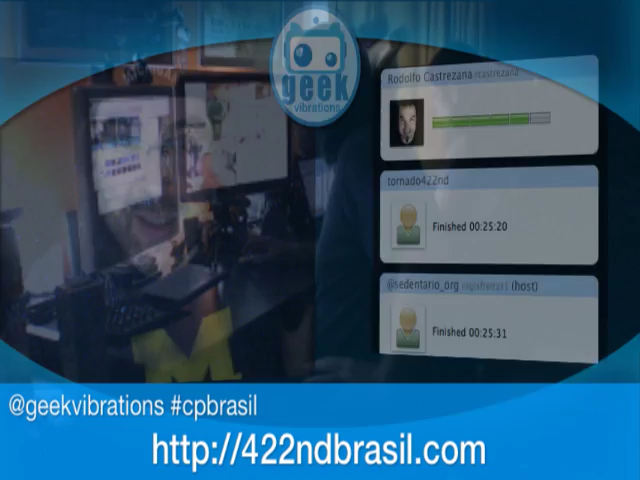 geek
vibrations
Rodolfo Castrezana rcastrezana
tornado422nd
Finished 00:25:20
@sedentario_org (host)
Finished 00:25:31
@geekvibrations #cpbrasil
http://422ndbrasil.com